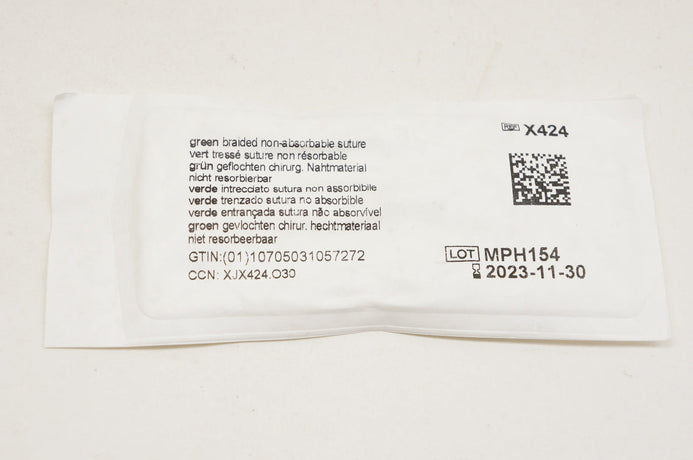 green braided non-absorbable suture
vert tressé suture non résorbable
grün geflochten chirurg. Nahtmaterial
nicht resorbierbar
verde intrecciato sutura non assorbibile
verde trenzado sutura no absorbible
verde entrançada sutura não absorvível
groen gevlochten chirur. hechtmateriaal
niet resorbeerbaar
GTIN:(01)10705031057272
CCN: XJX424.O30
REF X424
LOT MPH154
2023-11-30